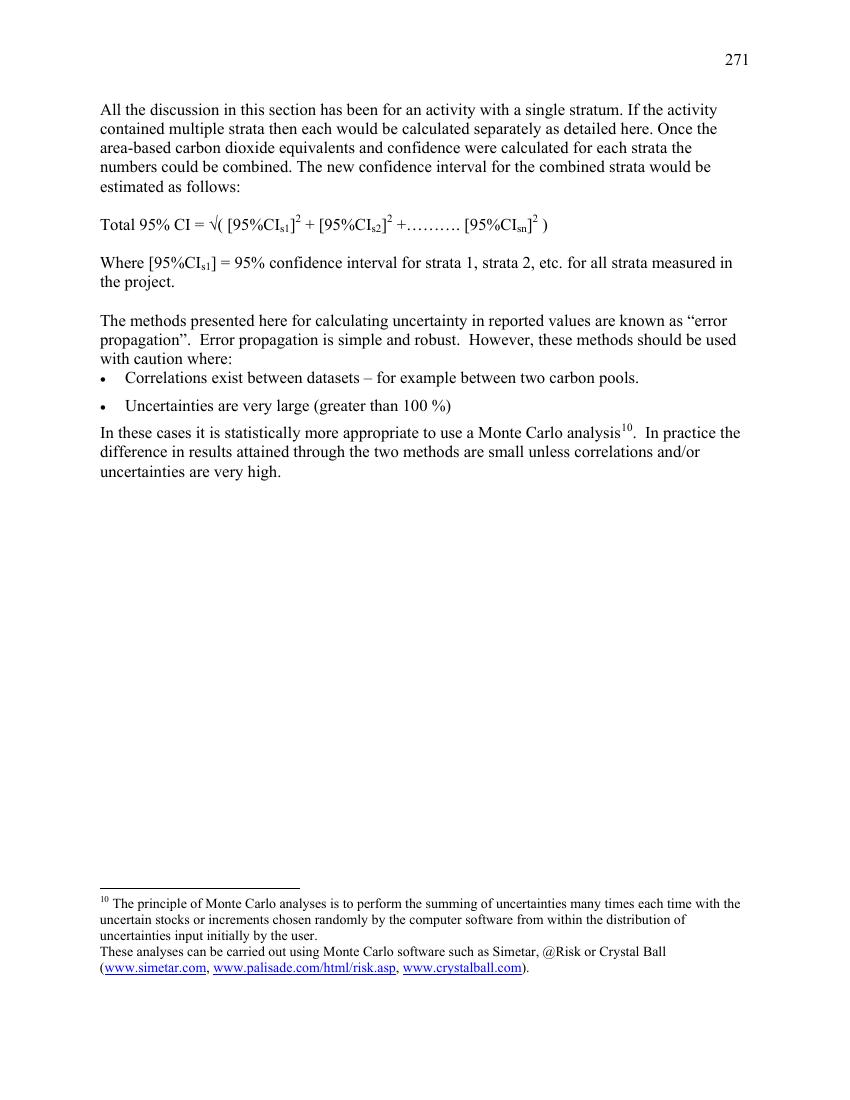 271
All the discussion in this section has been for an activity with a single stratum. If the activity
contained multiple strata then each would be calculated separately as detailed here. Once the
area-based carbon dioxide equivalents and confidence were calculated for each strata the
numbers could be combined. The new confidence interval for the combined strata would be
estimated as follows:
Total 95% CI = √( [95%CIs1]2 + [95%CIs2]2 +………. [95%CIsn]2 )
Where [95%CIs1] = 95% confidence interval for strata 1, strata 2, etc. for all strata measured in
the project.
The methods presented here for calculating uncertainty in reported values are known as “error
propagation”.  Error propagation is simple and robust.  However, these methods should be used
with caution where:
• Correlations exist between datasets – for example between two carbon pools.
• Uncertainties are very large (greater than 100 %)
In these cases it is statistically more appropriate to use a Monte Carlo analysis10.  In practice the
difference in results attained through the two methods are small unless correlations and/or
uncertainties are very high.
10 The principle of Monte Carlo analyses is to perform the summing of uncertainties many times each time with the
uncertain stocks or increments chosen randomly by the computer software from within the distribution of
uncertainties input initially by the user.
These analyses can be carried out using Monte Carlo software such as Simetar, @Risk or Crystal Ball
(www.simetar.com, www.palisade.com/html/risk.asp, www.crystalball.com).